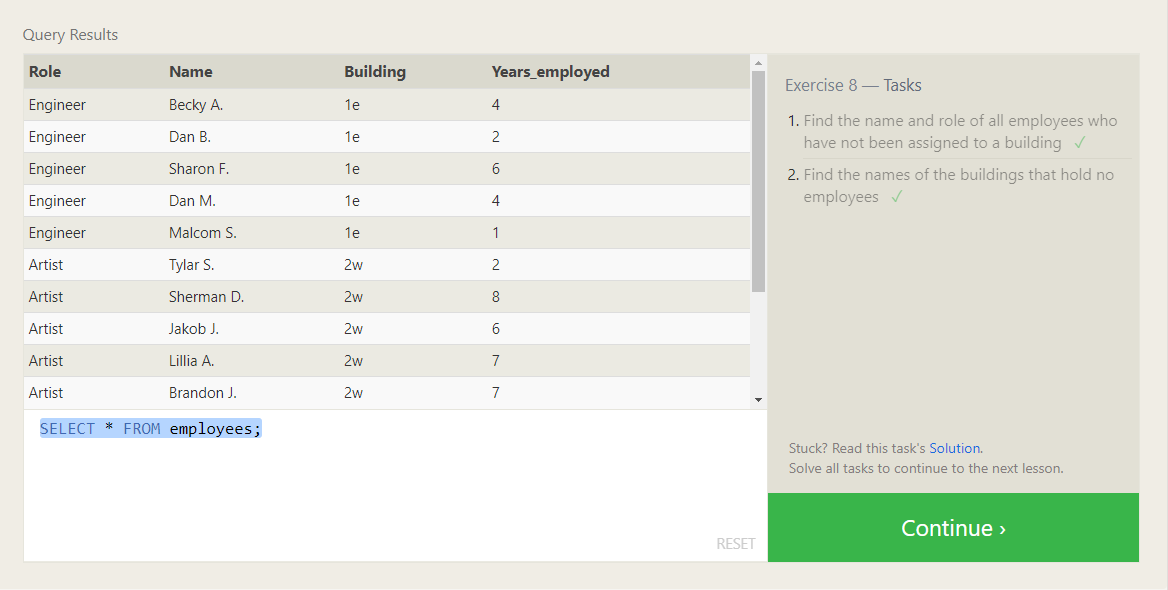 Query Results
Role Name Building Years_employed
Engineer Becky A. 1e 4
Engineer Dan B. 1e 2
Engineer Sharon F. 1e 6
Engineer Dan M. 1e 4
Engineer Malcom S. 1e 1
Artist Tylar S. 2w 2
Artist Sherman D. 2w 8
Artist Jakob J. 2w 6
Artist Lillia A. 2w 7
Artist Brandon J. 2w 7
SELECT * FROM employees;
RESET
Exercise 8 — Tasks
1. Find the name and role of all employees who
have not been assigned to a building ✓
2. Find the names of the buildings that hold no
employees ✓
Stuck? Read this task's Solution.
Solve all tasks to continue to the next lesson.
Continue ›